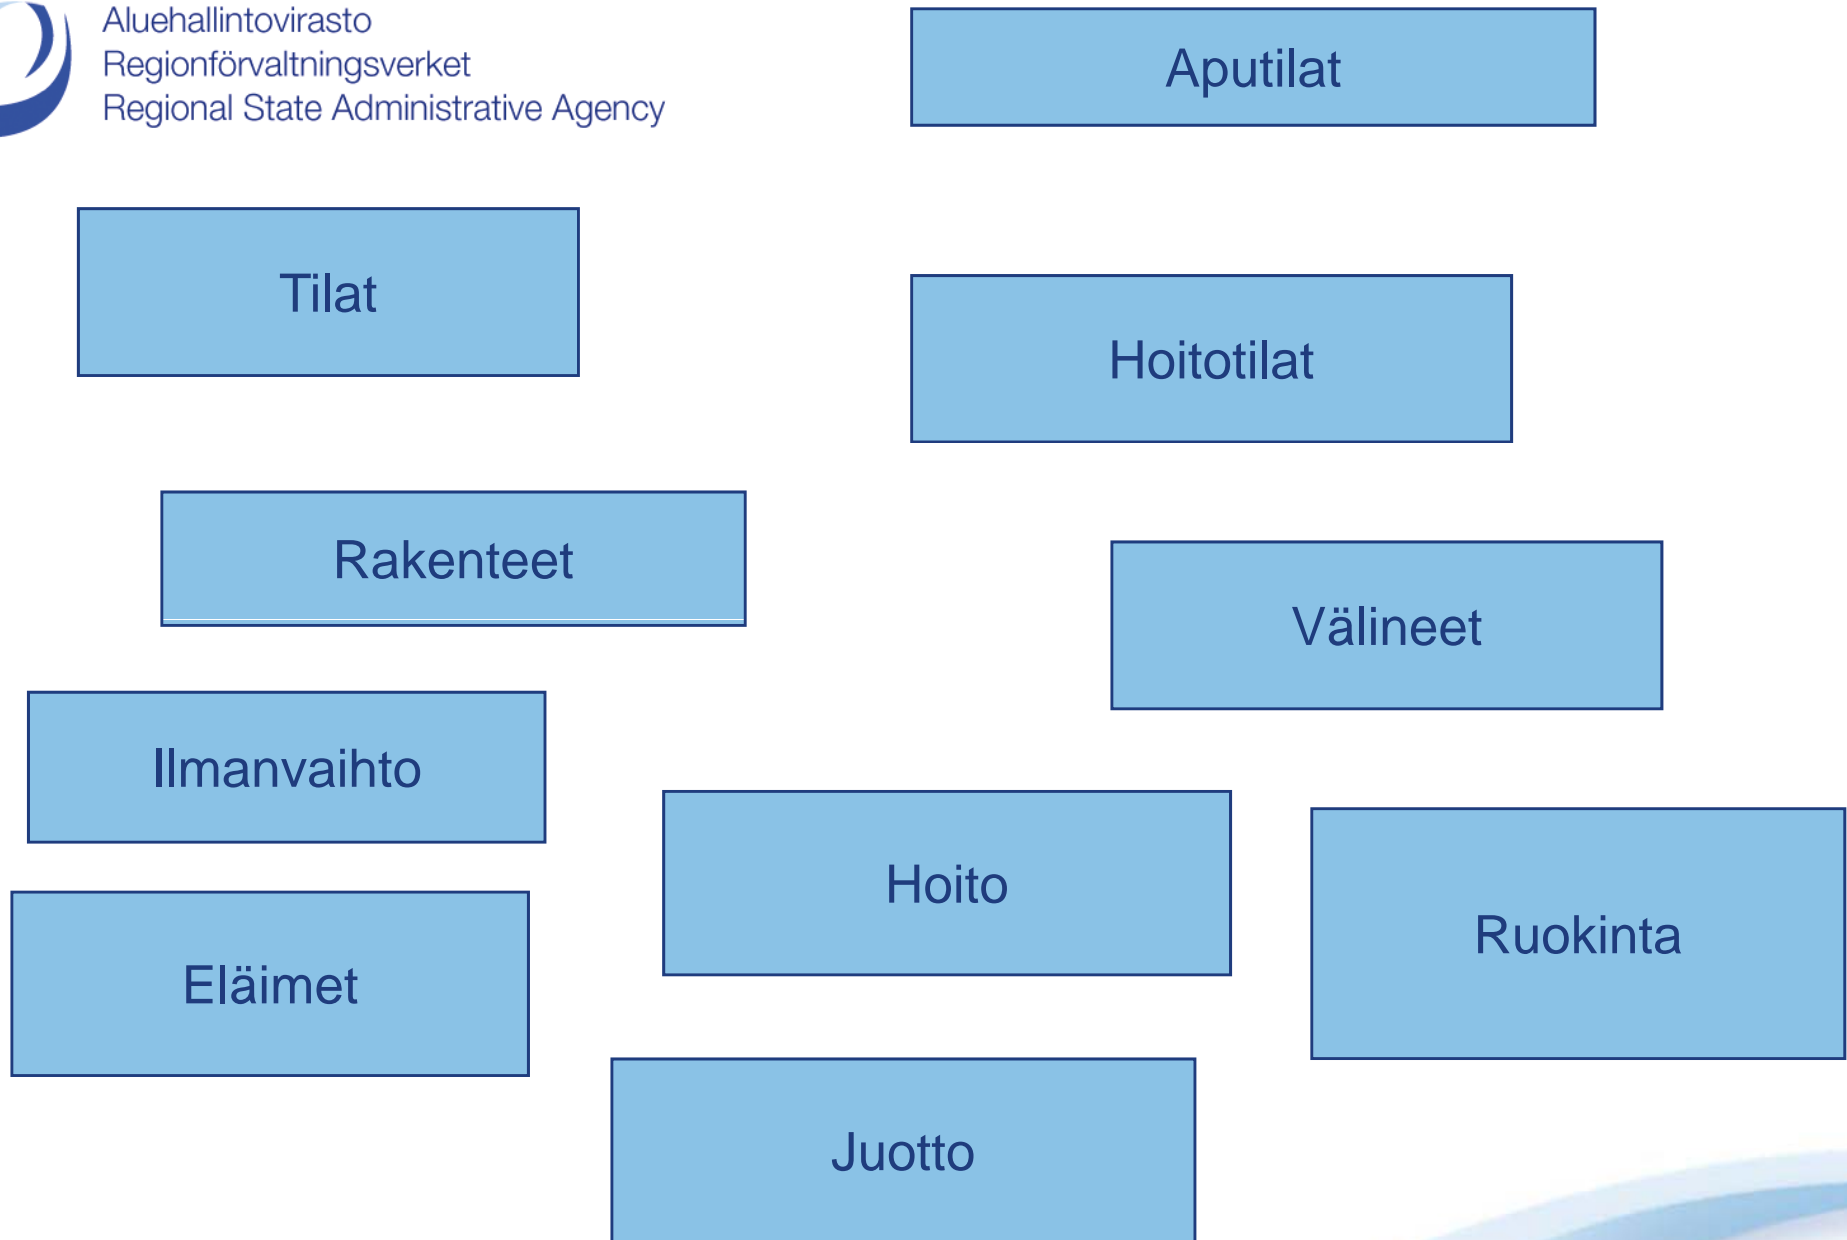 Aluehallintovirasto
Regionförvaltningsverket
Regional State Administrative Agency
Aputilat
Tilat
Hoitotilat
Rakenteet
Välineet
Ilmanvaihto
Hoito
Ruokinta
Eläimet
Juotto